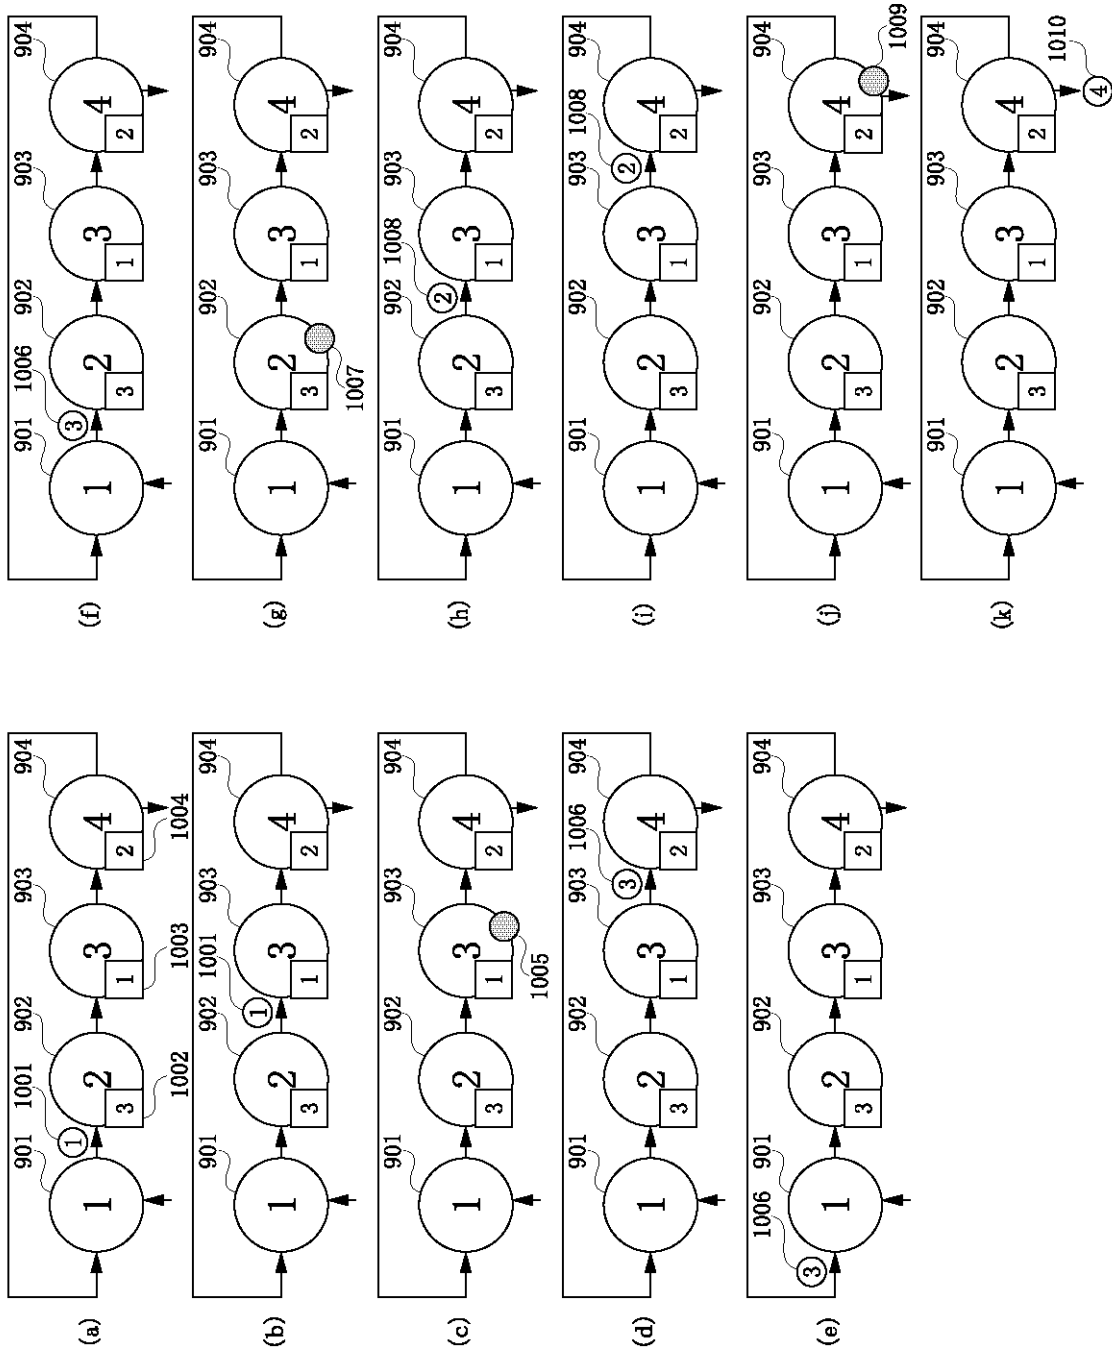 (a)
901 1001 902 903 904
1
1 2 3 4
3 1 2
1002 1003 1004
(b)
901 902 1001 903 904
1
1 2 3 4
3 1 2
(c)
901 902 903 904
1 2 3 4
3 1 2
1005
(d)
901 902 903 1006 904
3
1 2 3 4
3 1 2
(e)
1006 901 902 903 904
3
1 2 3 4
3 1 2
(f)
901 1006 902 903 904
3
1 2 3 4
3 1 2
(g)
901 902 903 904
1 2 3 4
3 1 2
1007
(h)
901 902 1008 903 904
2
1 2 3 4
3 1 2
(i)
901 902 903 1008 904
2
1 2 3 4
3 1 2
(j)
901 902 903 904
1 2 3 4
3 1 2
1009
(k)
901 902 903 904
1 2 3 4
3 1 2
1010
4